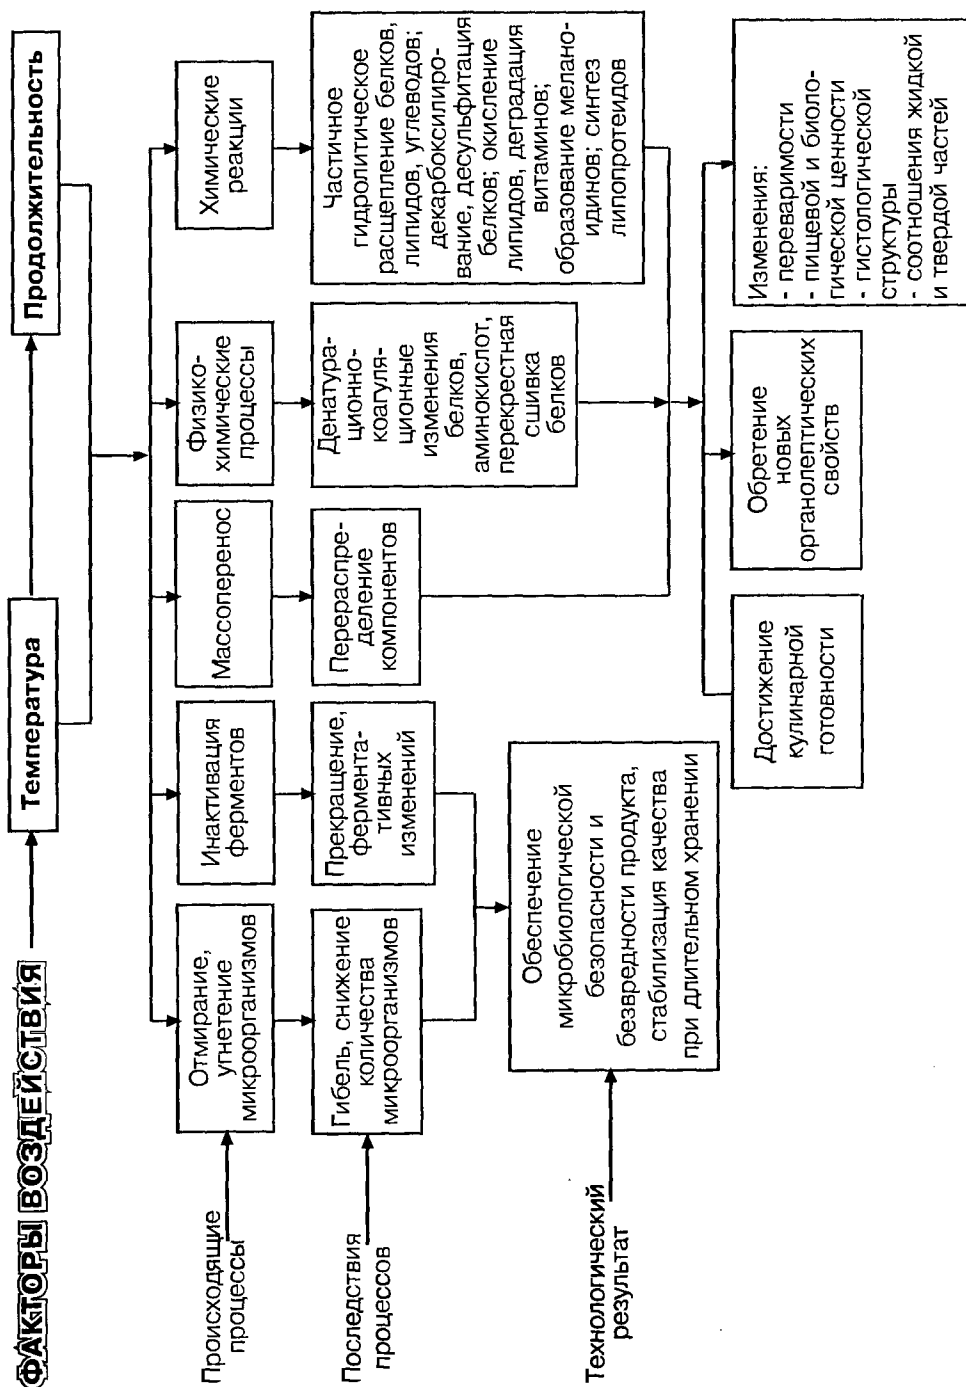 ФАКТОРЫ ВОЗДЕЙСТВИЯ
Температура
Продолжительность
Происходящие
процессы
Отмирание,
угнетение
микроорганизмов
Инактивация
ферментов
Массоперенос
Физико-
химические
процессы
Химические
реакции
Последствия
процессов
Гибель, снижение
количества
микроорганизмов
Прекращение,
фермента-
тивных
изменений
Перераспре-
деление
компонентов
Денатура-
ционно-
коагуля-
ционные
изменения
белков,
аминокислот,
перекрестная
сшивка
белков
Частичное
гидролитическое
расщепление белков,
липидов, углеводов;
декарбоксилиро-
вание, десульфитация
белков; окисление
липидов, деградация
витаминов;
образование мелано-
идинов; синтез
липопротеидов
Технологический
результат
Обеспечение
микробиологической
безопасности и
безвредности продукта,
стабилизация качества
при длительном хранении
Достижение
кулинарной
готовности
Обретение
новых
органолептических
свойств
Изменения:
- переваримости
- пищевой и биоло-
гической ценности
- гистологической
структуры
- соотношения жидкой
и твердой частей